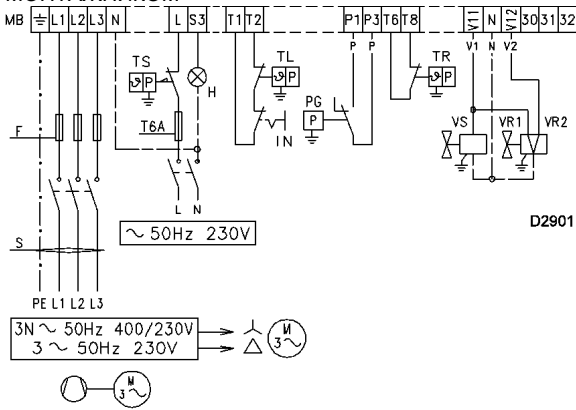 MB L1 L2 L3 N L S3 T1 T2 P1 P3 T6 T8 V11 N V12 30 31 32
P P V1 N V2
TS TL TR
ϑ P ϑ P ϑ P
H
F T6A IN PG P VS VR1 VR2
L N
~ 50Hz 230V
D2901
S
PE L1 L2 L3
3N ~ 50Hz 400/230V
3 ~ 50Hz 230V
M
3~
M
3~